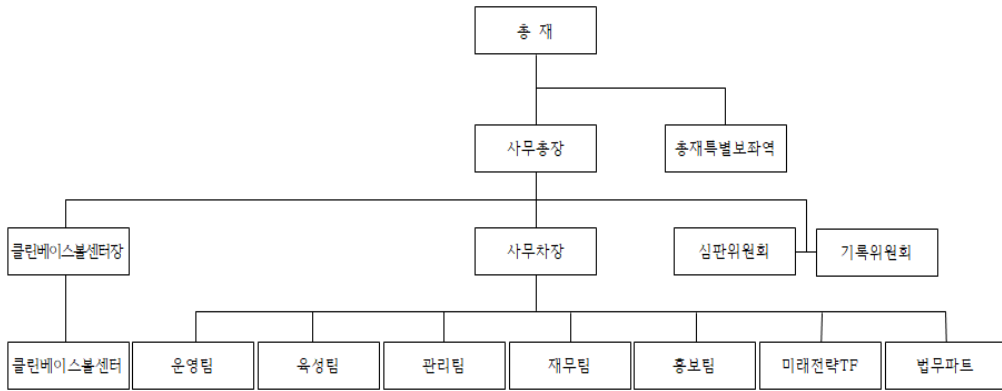 총 재
사무총장
총재특별보좌역
클린베이스볼센터장
사무차장
심판위원회
기록위원회
클린베이스볼센터
운영팀
육성팀
관리팀
재무팀
홍보팀
미래전략TF
법무파트